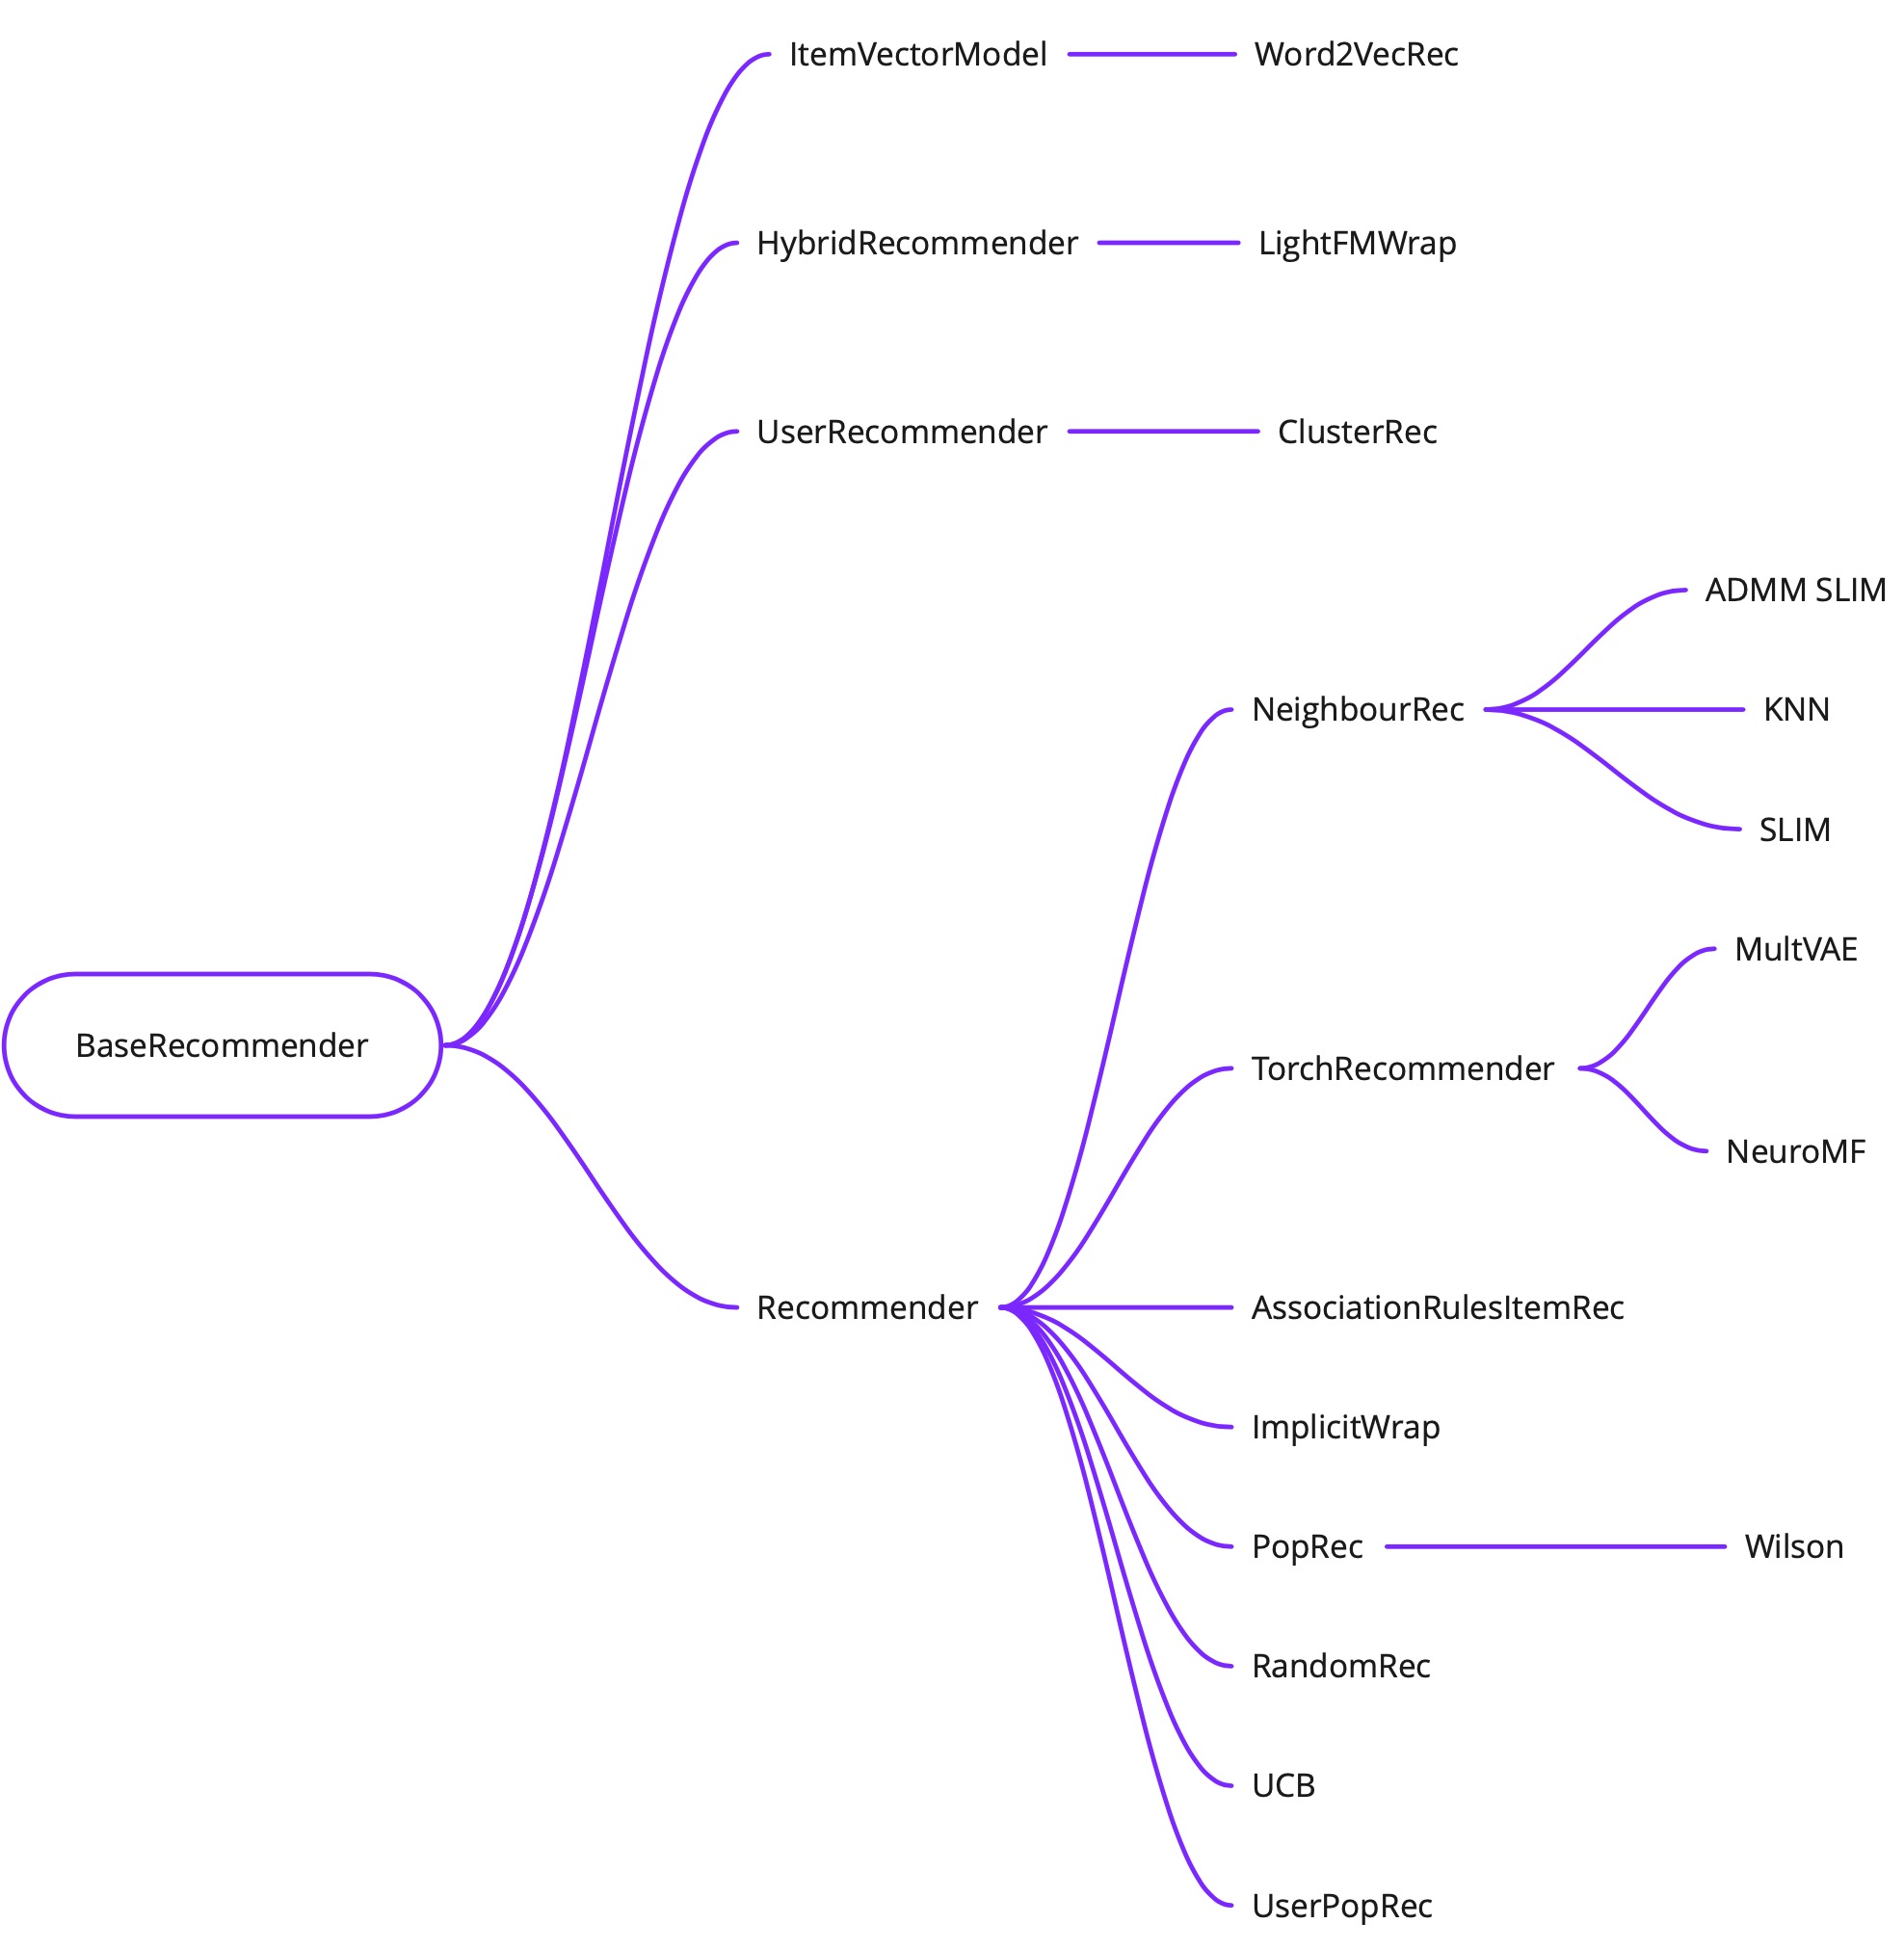 ItemVectorModel
Word2VecRec
HybridRecommender
LightFMWrap
UserRecommender
ClusterRec
ADMM SLIM
NeighbourRec
KNN
SLIM
MultVAE
BaseRecommender
TorchRecommender
NeuroMF
Recommender
AssociationRulesItemRec
ImplicitWrap
PopRec
Wilson
RandomRec
UCB
UserPopRec